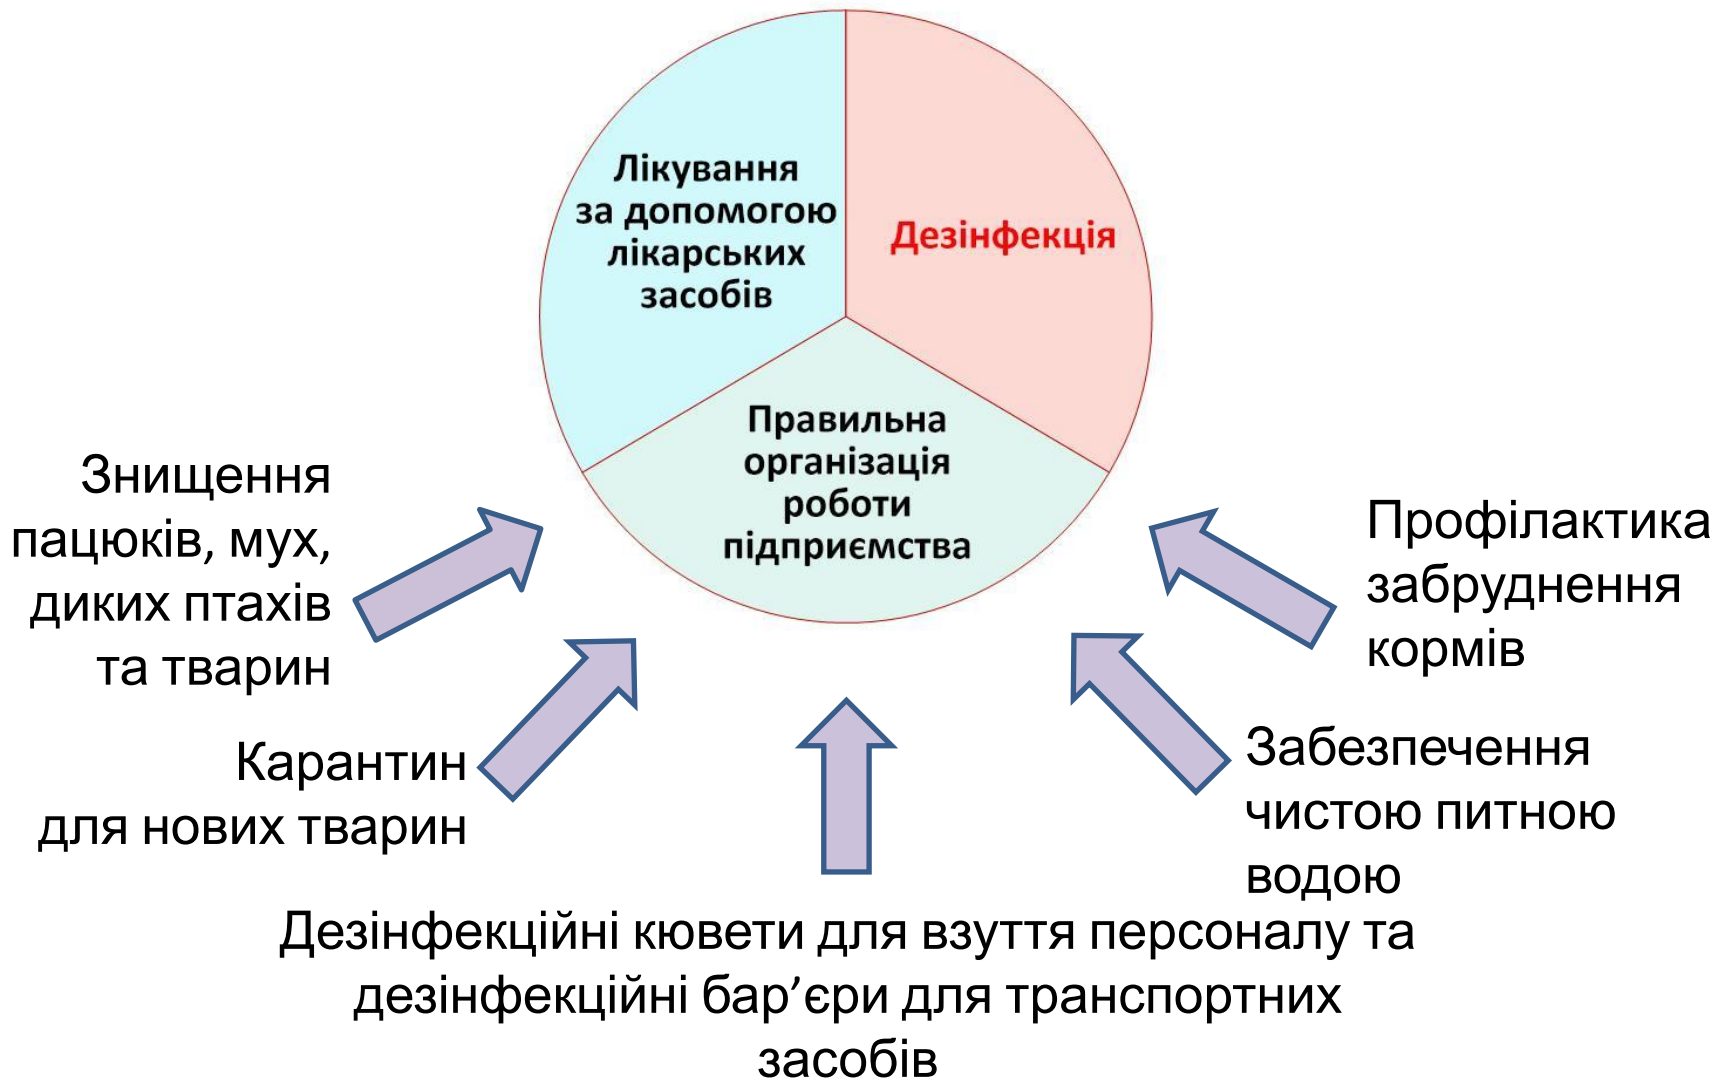 Лікування
за допомогою
лікарських
засобів
Дезінфекція
Правильна
організація
роботи
підприємства
Знищення
пацюків, мух,
диких птахів
та тварин
Карантин
для нових тварин
Дезінфекційні кювети для взуття персоналу та
дезінфекційні бар’єри для транспортних
засобів
Забезпечення
чистою питною
водою
Профілактика
забруднення
кормів